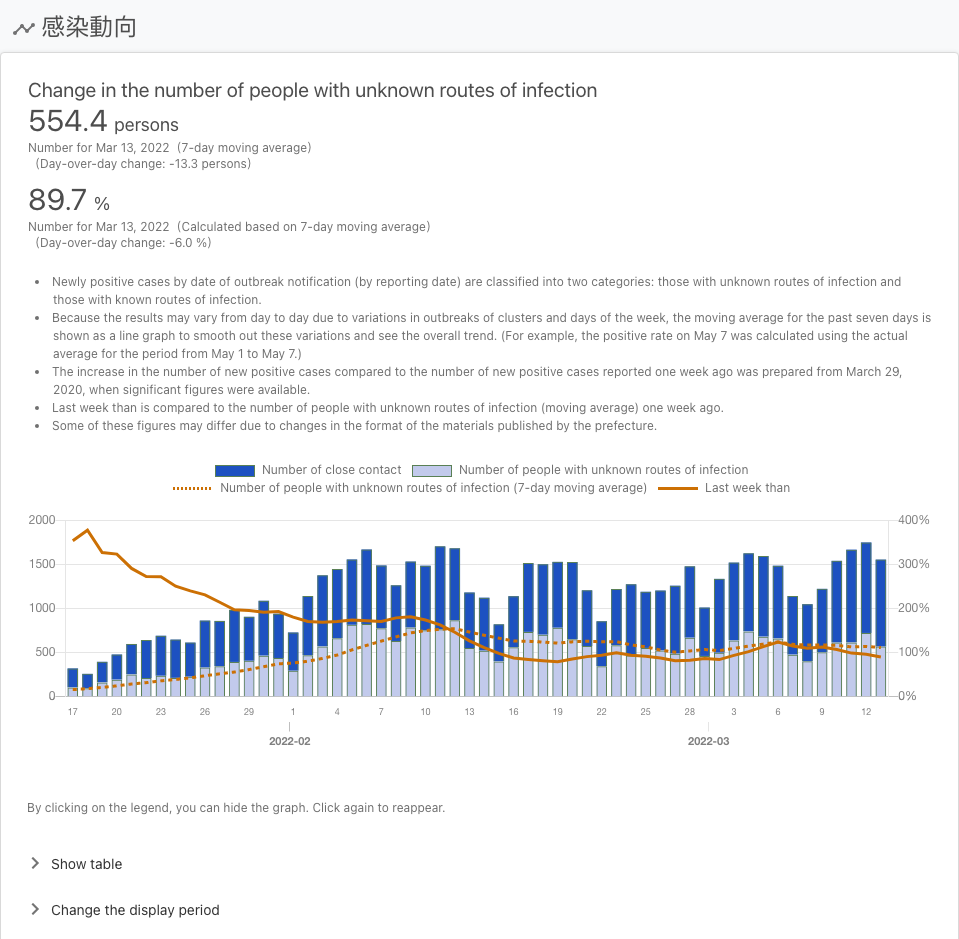 感染動向
Change in the number of people with unknown routes of infection
554.4 persons
Number for Mar 13, 2022 (7-day moving average)
(Day-over-day change: -13.3 persons)
89.7 %
Number for Mar 13, 2022 (Calculated based on 7-day moving average)
(Day-over-day change: -6.0 %)
• Newly positive cases by date of outbreak notification (by reporting date) are classified into two categories: those with unknown routes of infection and
those with known routes of infection.
• Because the results may vary from day to day due to variations in outbreaks of clusters and days of the week, the moving average for the past seven days is
shown as a line graph to smooth out these variations and see the overall trend. (For example, the positive rate on May 7 was calculated using the actual
average for the period from May 1 to May 7.)
• The increase in the number of new positive cases compared to the number of new positive cases reported one week ago was prepared from March 29,
2020, when significant figures were available.
• Last week than is compared to the number of people with unknown routes of infection (moving average) one week ago.
• Some of these figures may differ due to changes in the format of the materials published by the prefecture.
Number of close contact Number of people with unknown routes of infection
Number of people with unknown routes of infection (7-day moving average) Last week than
2000 400%
1500 300%
1000 200%
500 100%
0 0%
17 20 23 26 29 1 4 7 10 13 16 19 22 25 28 3 6 9 12
2022-02 2022-03
By clicking on the legend, you can hide the graph. Click again to reappear.
Show table
Change the display period